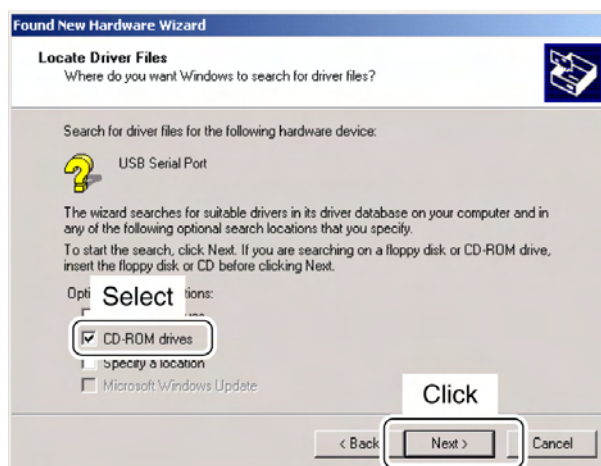 Found New Hardware Wizard
Locate Driver Files
Where do you want Windows to search for driver files?
Search for driver files for the following hardware device:
USB Serial Port
The wizard searches for suitable drivers in its driver database on your computer and in
any of the following optional search locations that you specify.
To start the search, click Next. If you are searching on a floppy disk or CD-ROM drive,
insert the floppy disk or CD before clicking Next.
Select
CD-ROM drives
Specify a location
Microsoft Windows Update
Click
< Back Next > Cancel